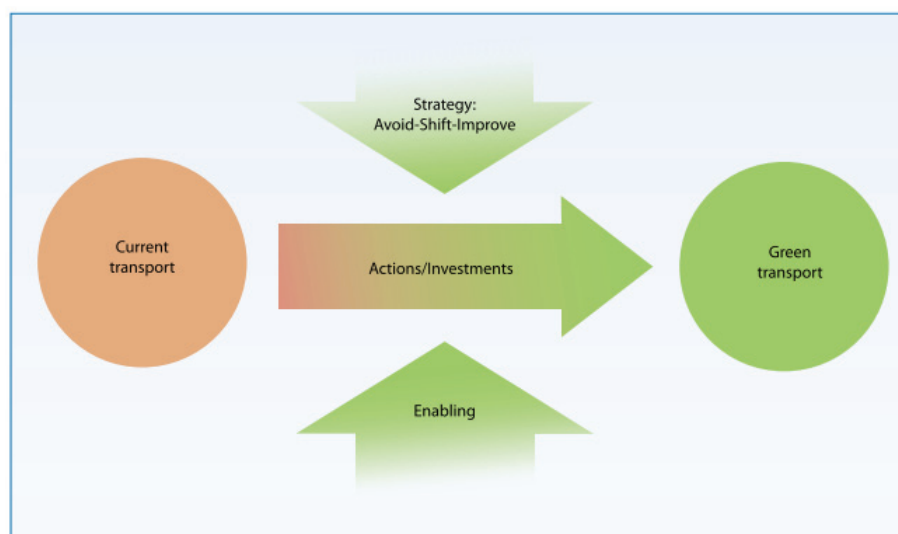 Strategy:
Avoid-Shift-Improve
Current
transport
Actions/Investments
Green
transport
Enabling